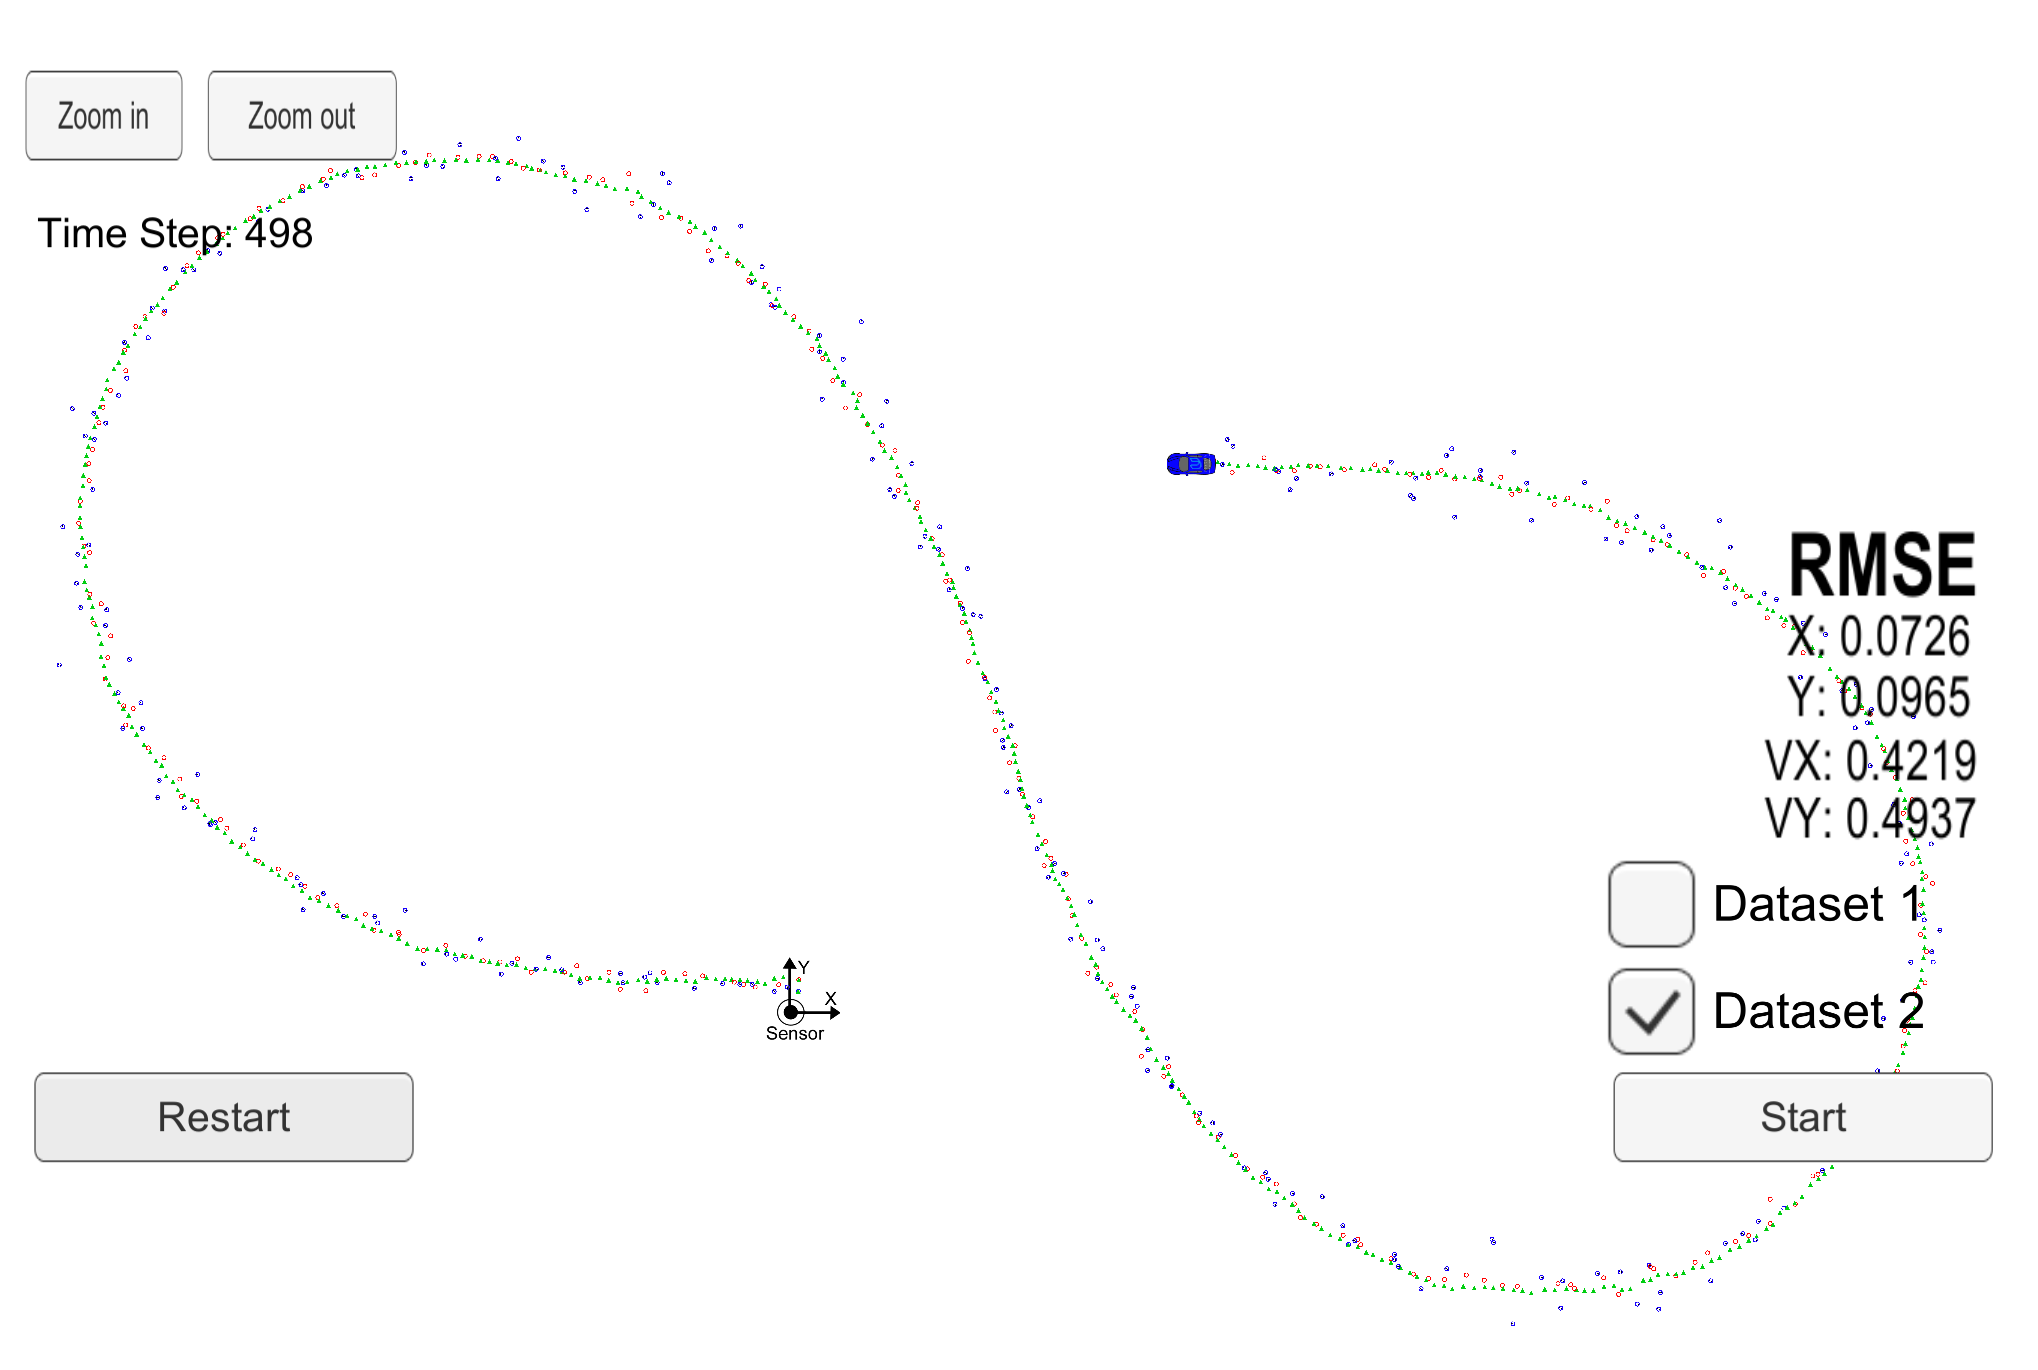 Zoom in
Zoom out
Time Step: 498
RMSE
X: 0.0726
Y: 0.0965
VX: 0.4219
VY: 0.4937
Dataset 1
Dataset 2
Y
X
Sensor
Restart
Start